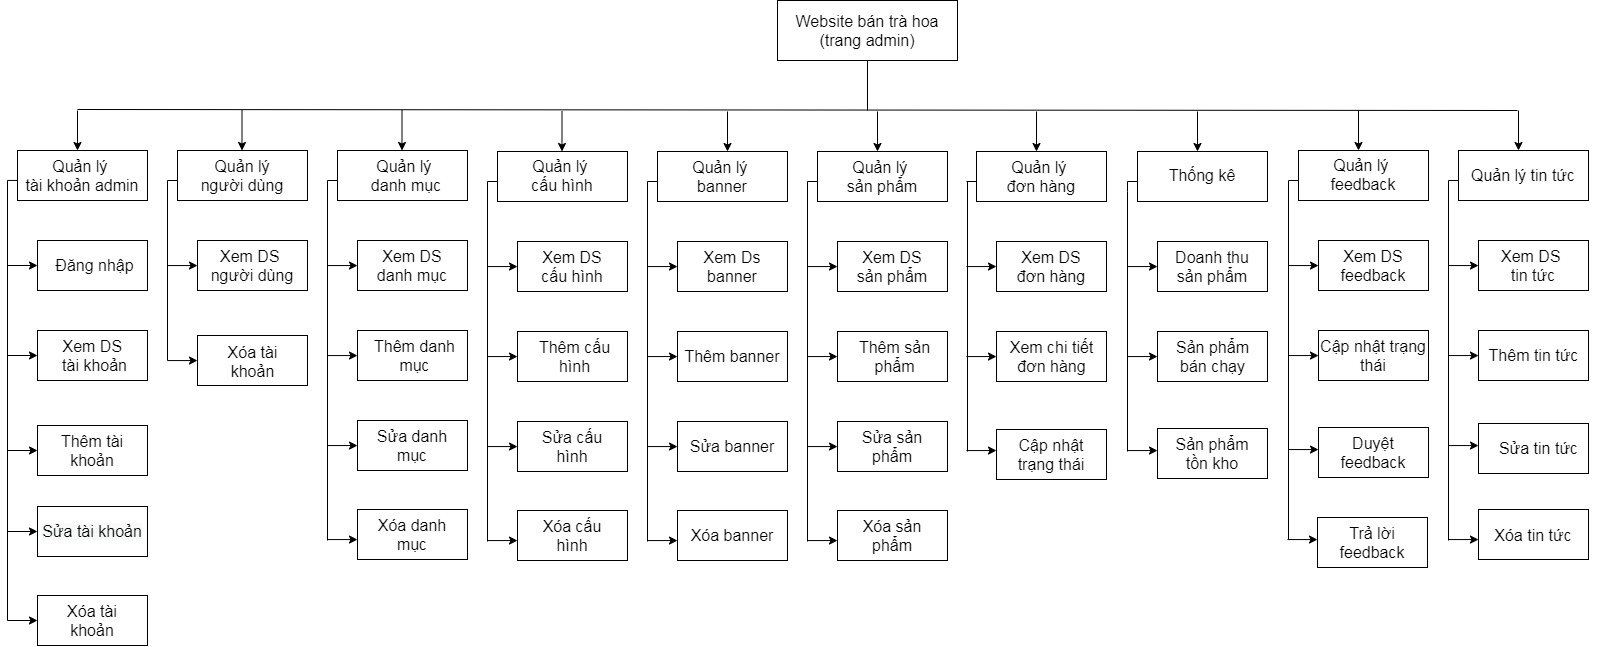 Website bán trà hoa
(trang admin)
Quản lý
tài khoản admin
Đăng nhập
Xem DS
tài khoản
Thêm tài
khoản
Sửa tài khoản
Xóa tài
khoản
Quản lý
người dùng
Xem DS
người dùng
Xóa tài
khoản
Quản lý
danh mục
Xem DS
danh mục
Thêm danh
mục
Sửa danh
mục
Xóa danh
mục
Quản lý
cấu hình
Xem DS
cấu hình
Thêm cấu
hình
Sửa cấu
hình
Xóa cấu
hình
Quản lý
banner
Xem Ds
banner
Thêm banner
Sửa banner
Xóa banner
Quản lý
sản phẩm
Xem DS
sản phẩm
Thêm sản
phẩm
Sửa sản
phẩm
Xóa sản
phẩm
Quản lý
đơn hàng
Xem DS
đơn hàng
Xem chi tiết
đơn hàng
Cập nhật
trạng thái
Thống kê
Doanh thu
sản phẩm
Sản phẩm
bán chạy
Sản phẩm
tồn kho
Quản lý
feedback
Xem DS
feedback
Cập nhật trạng
thái
Duyệt
feedback
Trả lời
feedback
Quản lý tin tức
Xem DS
tin tức
Thêm tin tức
Sửa tin tức
Xóa tin tức